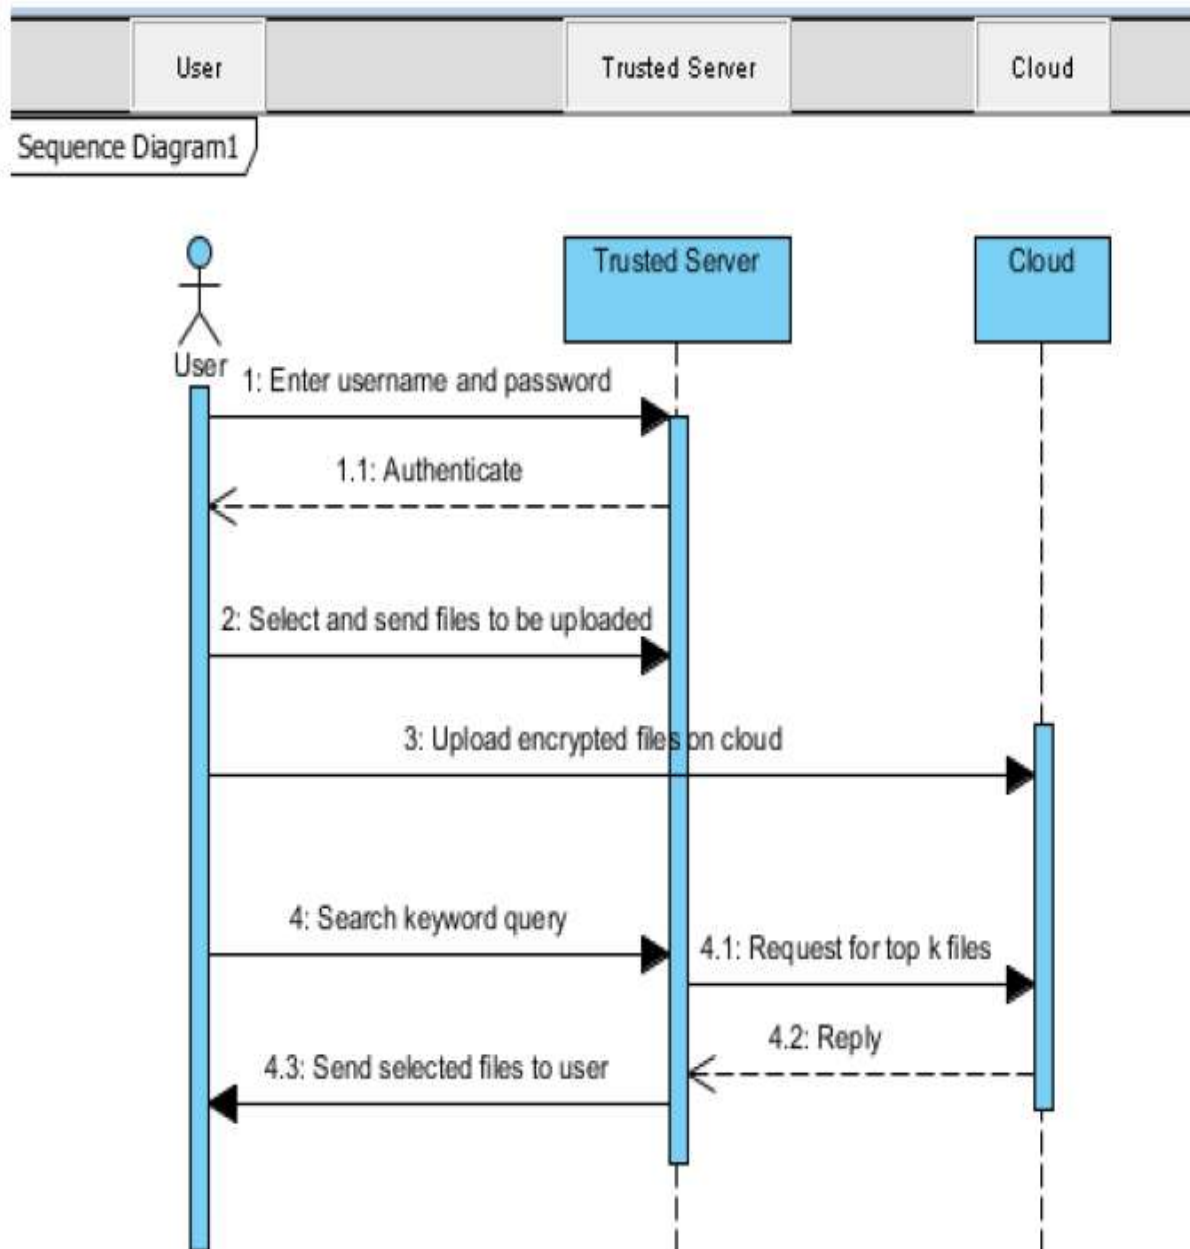 User
Trusted Server
Cloud
Sequence Diagram1
Trusted Server
Cloud
User
1: Enter username and password
1.1: Authenticate
2: Select and send files to be uploaded
3: Upload encrypted files on cloud
4: Search keyword query
4.1: Request for top k files
4.2: Reply
4.3: Send selected files to user